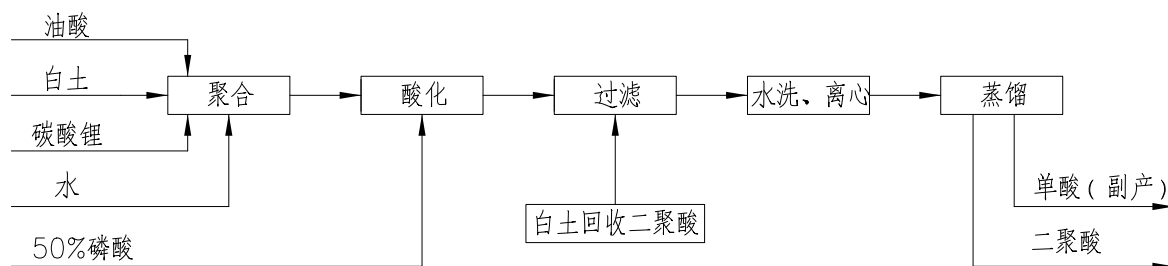 油酸
白土
碳酸锂
水
50%磷酸
聚合
酸化
过滤
水洗、离心
蒸馏
白土回收二聚酸
单酸(副产)
二聚酸